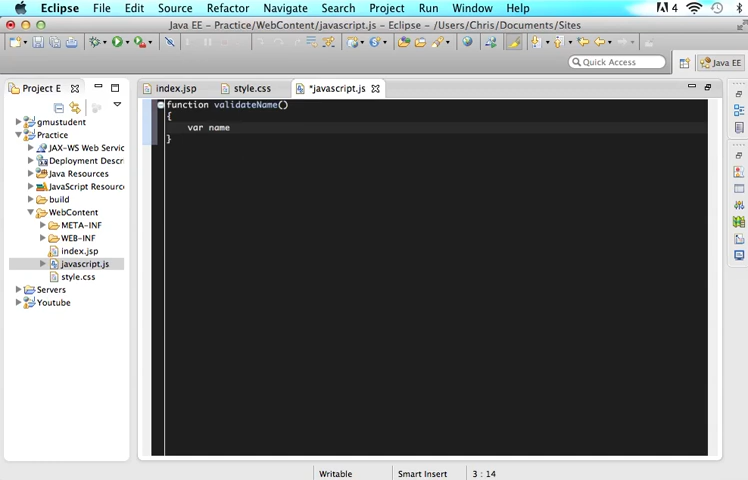 Eclipse File Edit Source Refactor Navigate Search Project Run Window Help 4
Java EE - Practice/WebContent/javascript.js - Eclipse - /Users/Chris/Documents/Sites
Quick Access
Java EE
Project E
index.jsp
style.css
*javascript.js
gmustudent
Practice
JAX-WS Web Servic
Deployment Descr
Java Resources
JavaScript Resourc
build
WebContent
META-INF
WEB-INF
index.jsp
javascript.js
style.css
Servers
Youtube
function validateName()
{
var name
}
Writable
Smart Insert
3 : 14